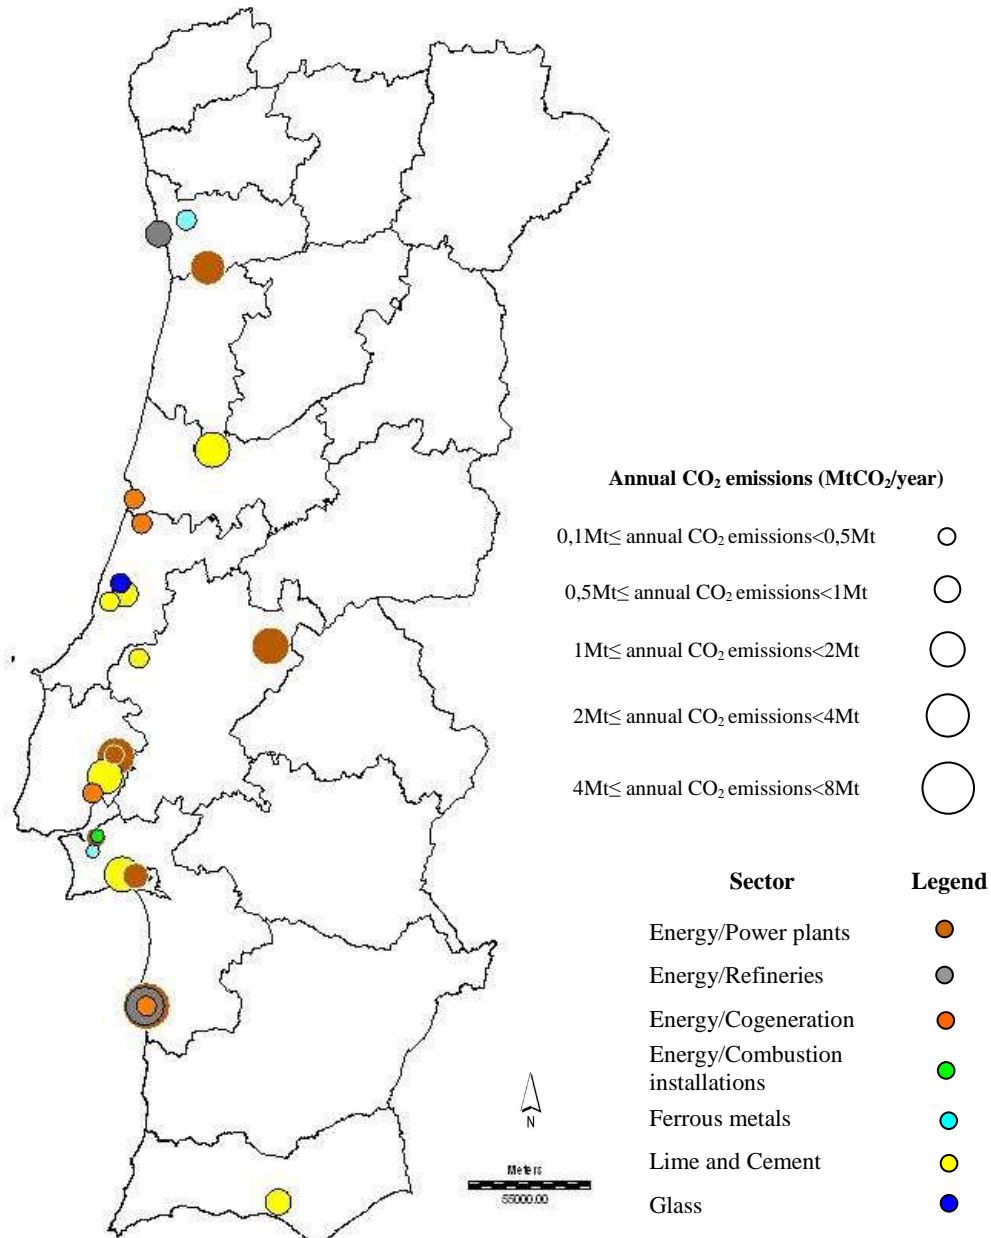 Annual CO₂ emissions (MtCO₂/year)
0,1Mt≤ annual CO₂ emissions<0,5Mt
0,5Mt≤ annual CO₂ emissions<1Mt
1Mt≤ annual CO₂ emissions<2Mt
2Mt≤ annual CO₂ emissions<4Mt
4Mt≤ annual CO₂ emissions<8Mt
Sector Legend
Energy/Power plants
Energy/Refineries
Energy/Cogeneration
Energy/Combustion
installations
Ferrous metals
Lime and Cement
Glass
N
Meters
55000.00